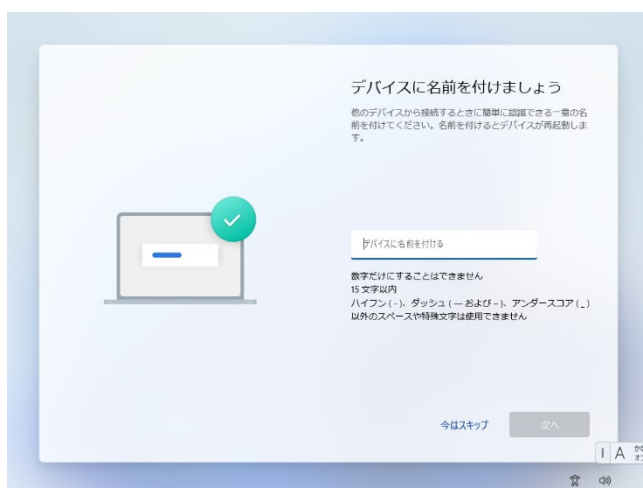 デバイスに名前を付けましょう
他のデバイスから接続するときに簡単に認識できる一意の名
前を付けてください。名前を付けるとデバイスが再起動しま
す。
デバイスに名前を付ける
数字だけにすることはできません
15 文字以内
ハイフン ( - )、ダッシュ ( — および – )、アンダースコア ( _ )
以外のスペースや特殊文字は使用できません
今はスキップ
次へ
A